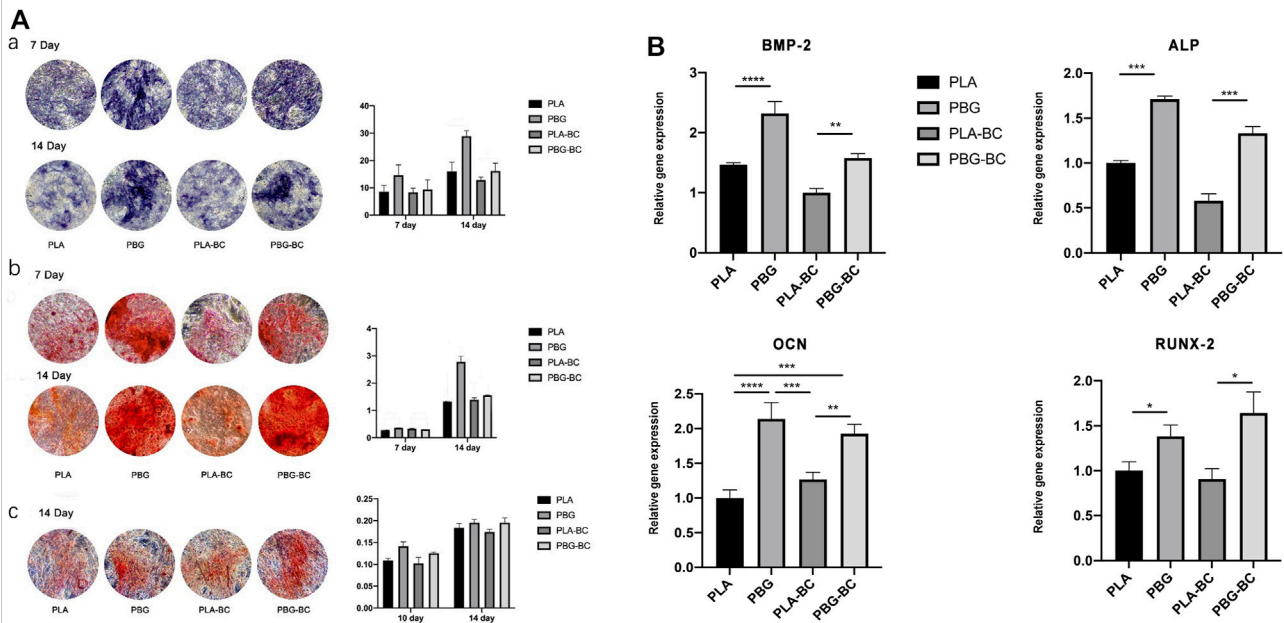 A
a
7 Day
14 Day
PLA PBG PLA-BC PBG-BC
40
30
20
10
0
7 day 14 day
PLA
PBG
PLA-BC
PBG-BC
b
7 Day
14 Day
PLA PBG PLA-BC PBG-BC
4
3
2
1
0
7 day 14 day
PLA
PBG
PLA-BC
PBG-BC
c
14 Day
PLA PBG PLA-BC PBG-BC
0.25
0.20
0.15
0.10
0.05
0.00
10 day 14 day
PLA
PBG
PLA-BC
PBG-BC
B
BMP-2
Relative gene expression
3
2
1
0
**** **
PLA PBG PLA-BC PBG-BC
PLA
PBG
PLA-BC
PBG-BC
ALP
Relative gene expression
2.0
1.5
1.0
0.5
0.0
*** ***
PLA PBG PLA-BC PBG-BC
OCN
Relative gene expression
2.5
2.0
1.5
1.0
0.5
0.0
***
**** *** **
PLA PBG PLA-BC PBG-BC
RUNX-2
Relative gene expression
2.0
1.5
1.0
0.5
0.0
* *
PLA PBG PLA-BC PBG-BC